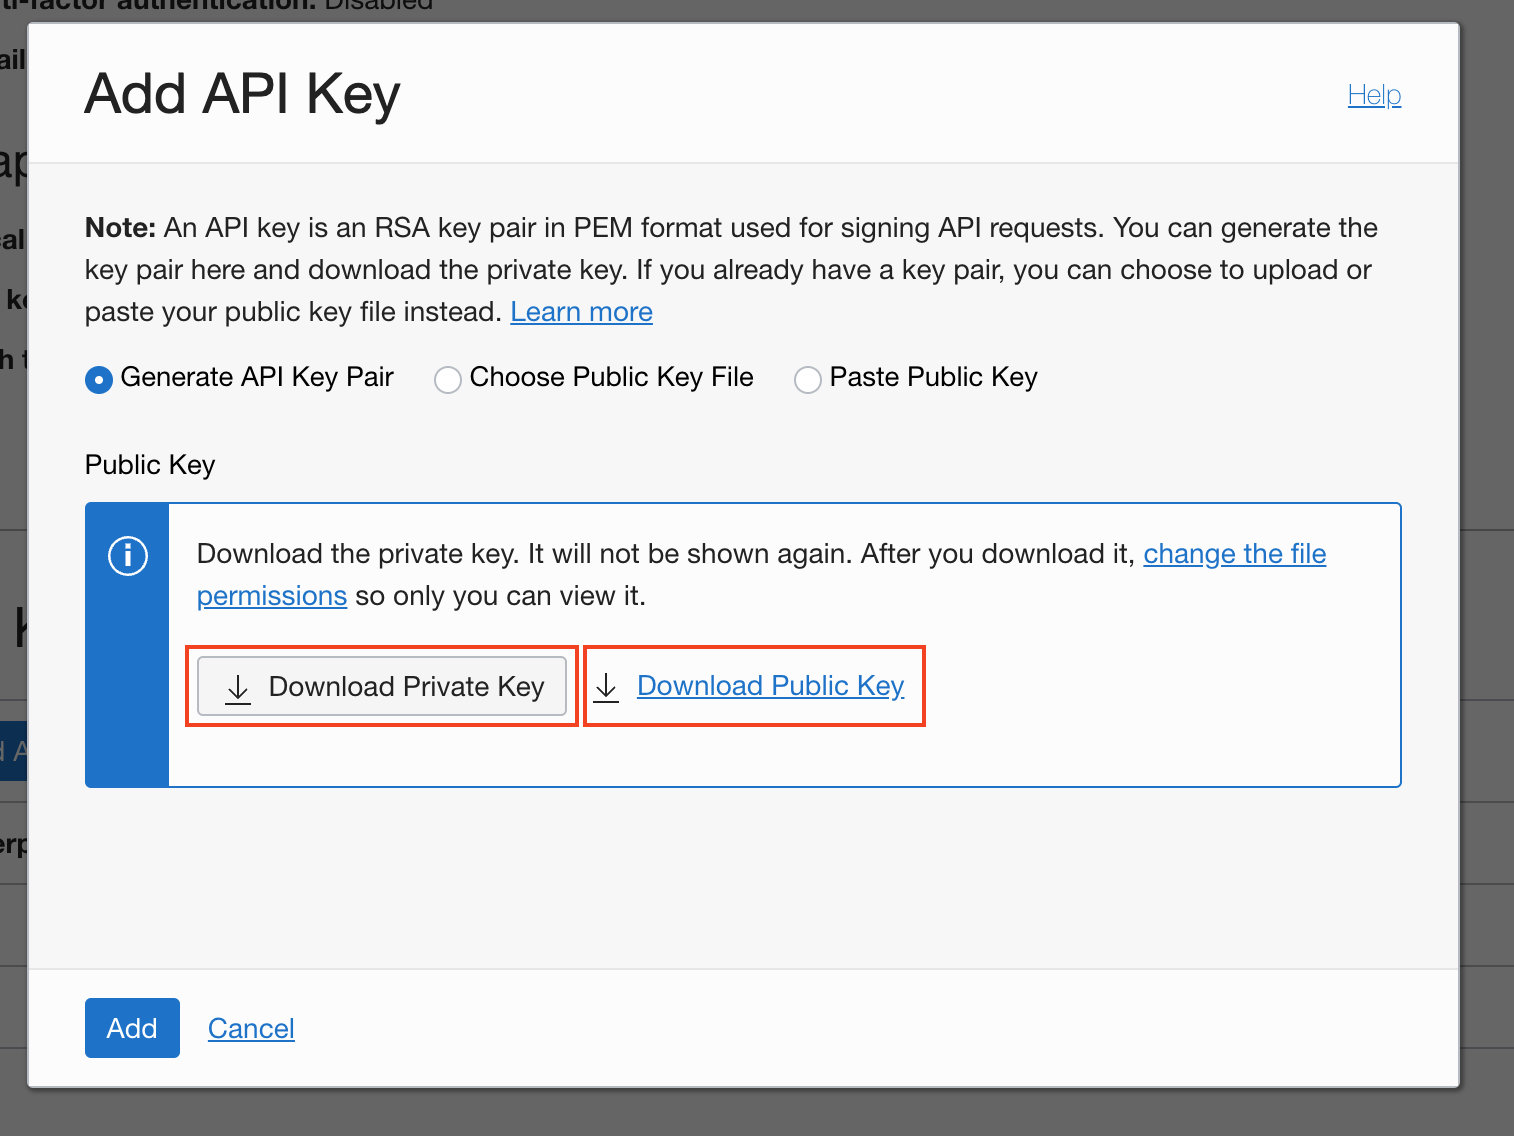 ti-factor authentication: Disabled
Add API Key
Help
Note: An API key is an RSA key pair in PEM format used for signing API requests. You can generate the
key pair here and download the private key. If you already have a key pair, you can choose to upload or
paste your public key file instead. Learn more
Generate API Key Pair
Choose Public Key File
Paste Public Key
Public Key
Download the private key. It will not be shown again. After you download it, change the file
permissions so only you can view it.
Download Private Key
Download Public Key
Add
Cancel